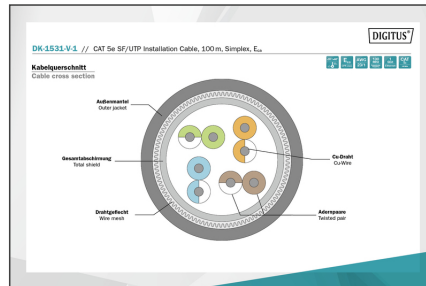 DIGITUS®
DK-1531-V-1 // CAT 5e SF/UTP Installation Cable, 100 m, Simplex, Eca
Kabelquerschnitt
Cable cross section
Außenmantel
Outer jacket
Gesamtabschirmung
Total shield
Cu-Draht
Cu-Wire
Drahtgeflecht
Wire mesh
Adernpaare
Twisted pair